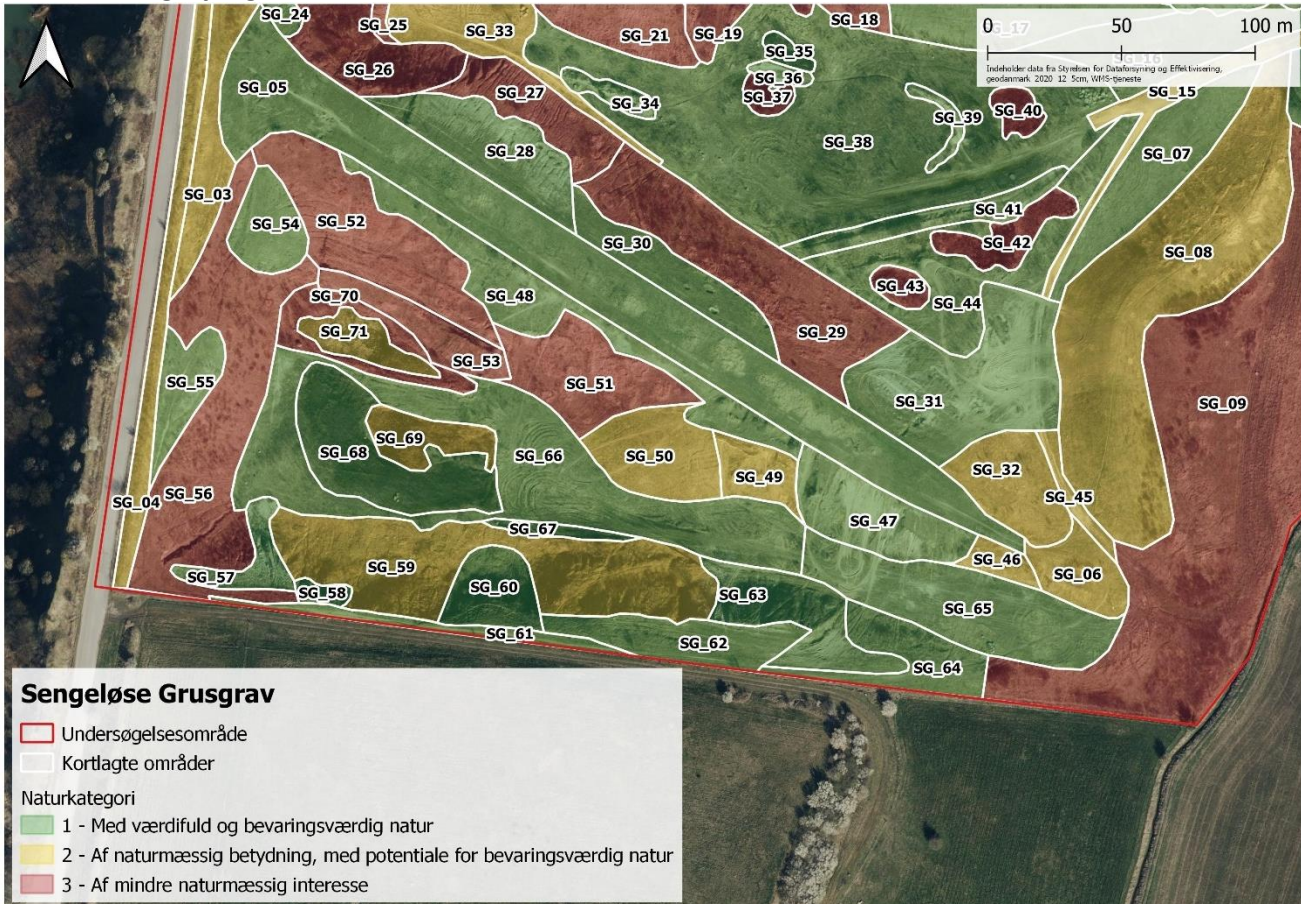 SG_24
SG_25
SG_33
SG_21
SG_19
SG_18
SG_35
SG_17
0 50 100 m
Indeholder data fra Styrelsen for Dataforsyning og Effektivisering,
geodanmark_2020_12_5cm, WMS-tjeneste
SG_16
SG_26
SG_05
SG_27
SG_36
SG_37
SG_34
SG_15
SG_40
SG_39
SG_38
SG_28
SG_07
SG_03
SG_54
SG_52
SG_41
SG_30
SG_42
SG_08
SG_43
SG_44
SG_70
SG_48
SG_71
SG_29
SG_53
SG_55
SG_51
SG_31
SG_09
SG_69
SG_68
SG_66
SG_50
SG_49
SG_32
SG_56
SG_04
SG_45
SG_47
SG_67
SG_46
SG_59
SG_06
SG_57
SG_60
SG_58
SG_63
SG_65
SG_61
SG_62
SG_64
Sengeløse Grusgrav
Undersøgelsesområde
Kortlagte områder
Naturkategori
1 - Med værdifuld og bevaringsværdig natur
2 - Af naturmæssig betydning, med potentiale for bevaringsværdig natur
3 - Af mindre naturmæssig interesse